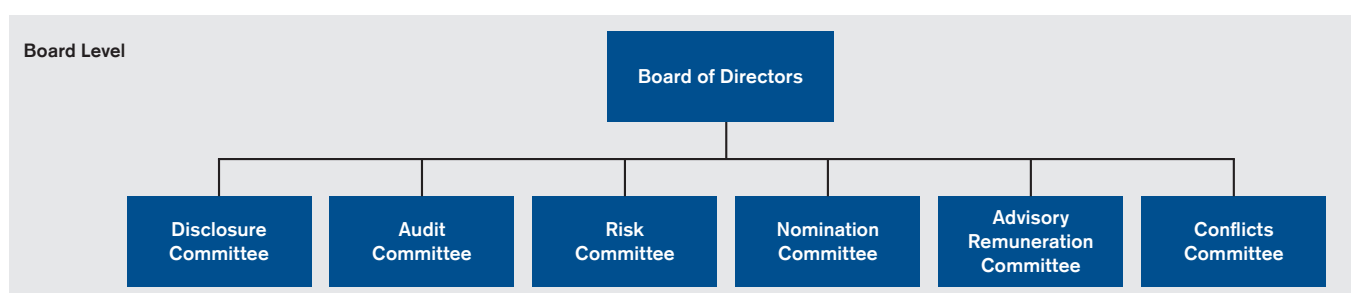 Board Level
Board of Directors
Disclosure
Committee
Audit
Committee
Risk
Committee
Nomination
Committee
Advisory
Remuneration
Committee
Conflicts
Committee